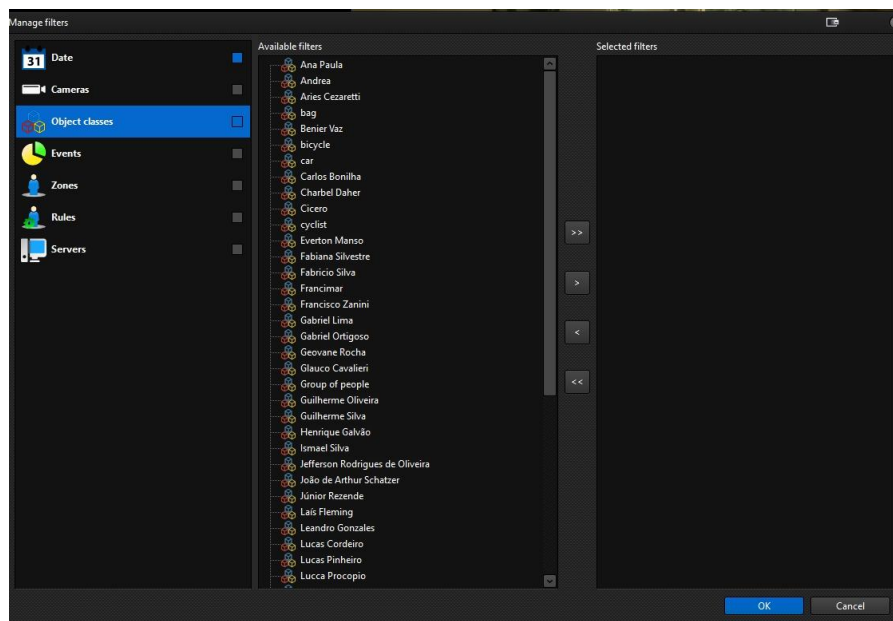 Manage filters
31
Date
Cameras
Object classes
Events
Zones
Rules
Servers
Available filters
Ana Paula
Andrea
Aries Cezaretti
bag
Benier Vaz
bicycle
car
Carlos Bonilha
Charbel Daher
Cicero
cyclist
Everton Manso
Fabiana Silvestre
Fabricio Silva
Francimar
Francisco Zanini
Gabriel Lima
Gabriel Ortigoso
Geovane Rocha
Glauco Cavalieri
Group of people
Guilherme Oliveira
Guilherme Silva
Henrique Galvão
Ismael Silva
Jefferson Rodrigues de Oliveira
João de Arthur Schatzer
Júnior Rezende
Laís Fleming
Leandro Gonzales
Lucas Cordeiro
Lucas Pinheiro
Lucca Procopio
>>
>
<
<<
Selected filters
OK
Cancel